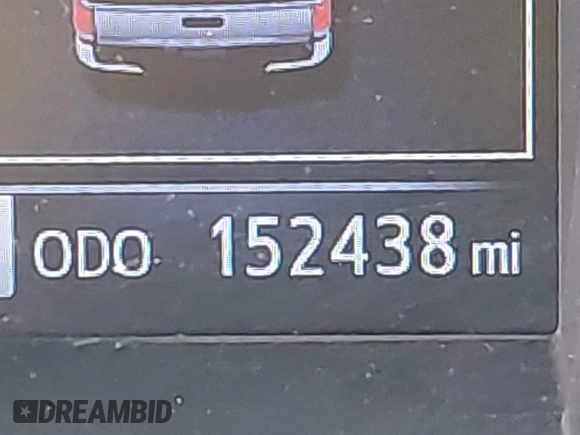 ODO 152438 mi
DREAMBID